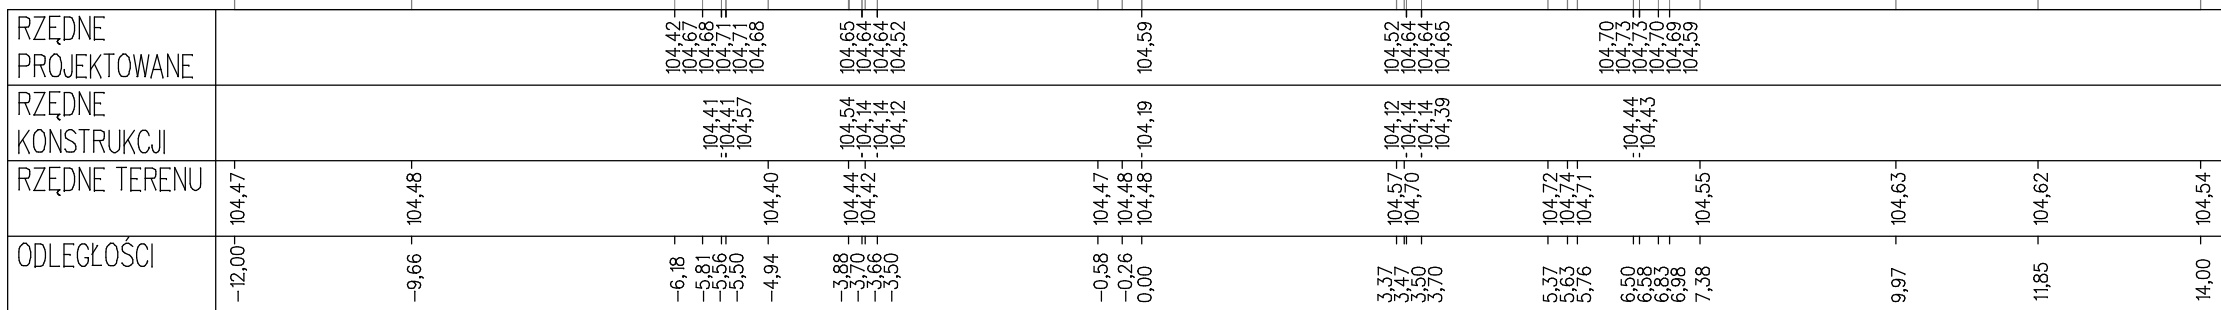 RZĘDNE
PROJEKTOWANE
104,42 104,67 104,68 104,71 104,71 104,68 104,65 104,64 104,64 104,52 104,59 104,52 104,64 104,64 104,65 104,70 104,73 104,73 104,70 104,69 104,59
RZĘDNE
KONSTRUKCJI
104,41 104,41 104,57 104,54 104,14 104,14 104,12 104,19 104,12 104,14 104,14 104,39 104,44 104,43
RZĘDNE TERENU
104,47 104,48 104,40 104,44 104,42 104,47 104,48 104,48 104,57 104,70 104,72 104,74 104,71 104,55 104,63 104,62 104,54
ODLEGŁOŚCI
-12,00 -9,66 -6,18 -5,81 -5,56 -5,50 -4,94 -3,88 -3,70 -3,66 -3,50 -0,58 -0,26 0,00 3,37 3,47 3,50 3,70 5,37 5,63 5,76 6,50 6,58 6,83 6,98 7,38 9,97 11,85 14,00